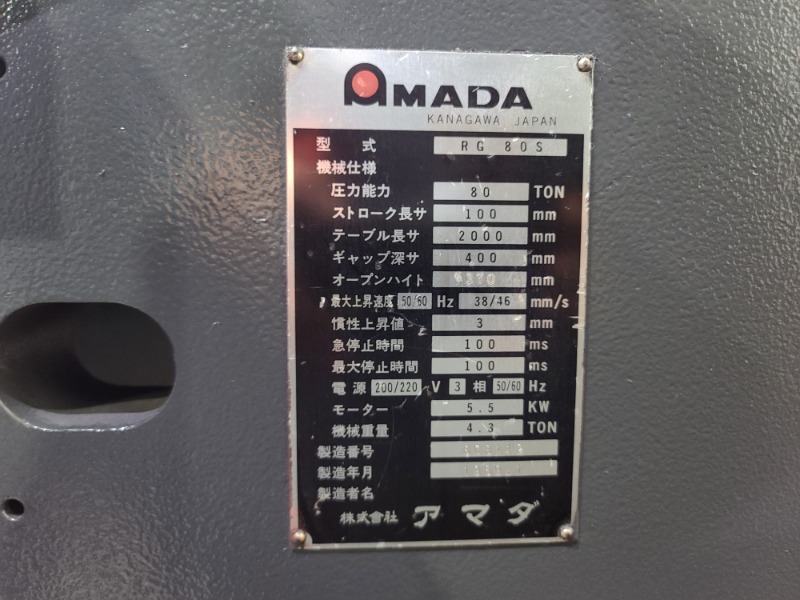 AMADA
KANAGAWA JAPAN
型 式 RG 80S
機械仕様
圧力能力 80 TON
ストローク長サ 100 mm
テーブル長サ 2000 mm
ギャップ深サ 400 mm
オープンハイト mm
最大上昇速度 50/60 Hz 38/46 mm/s
慣性上昇値 3 mm
急停止時間 100 ms
最大停止時間 100 ms
電源 200/220 V 3 相 50/60 Hz
モーター 5.5 KW
機械重量 4.3 TON
製造番号
製造年月
製造者名
株式會社 アマダ